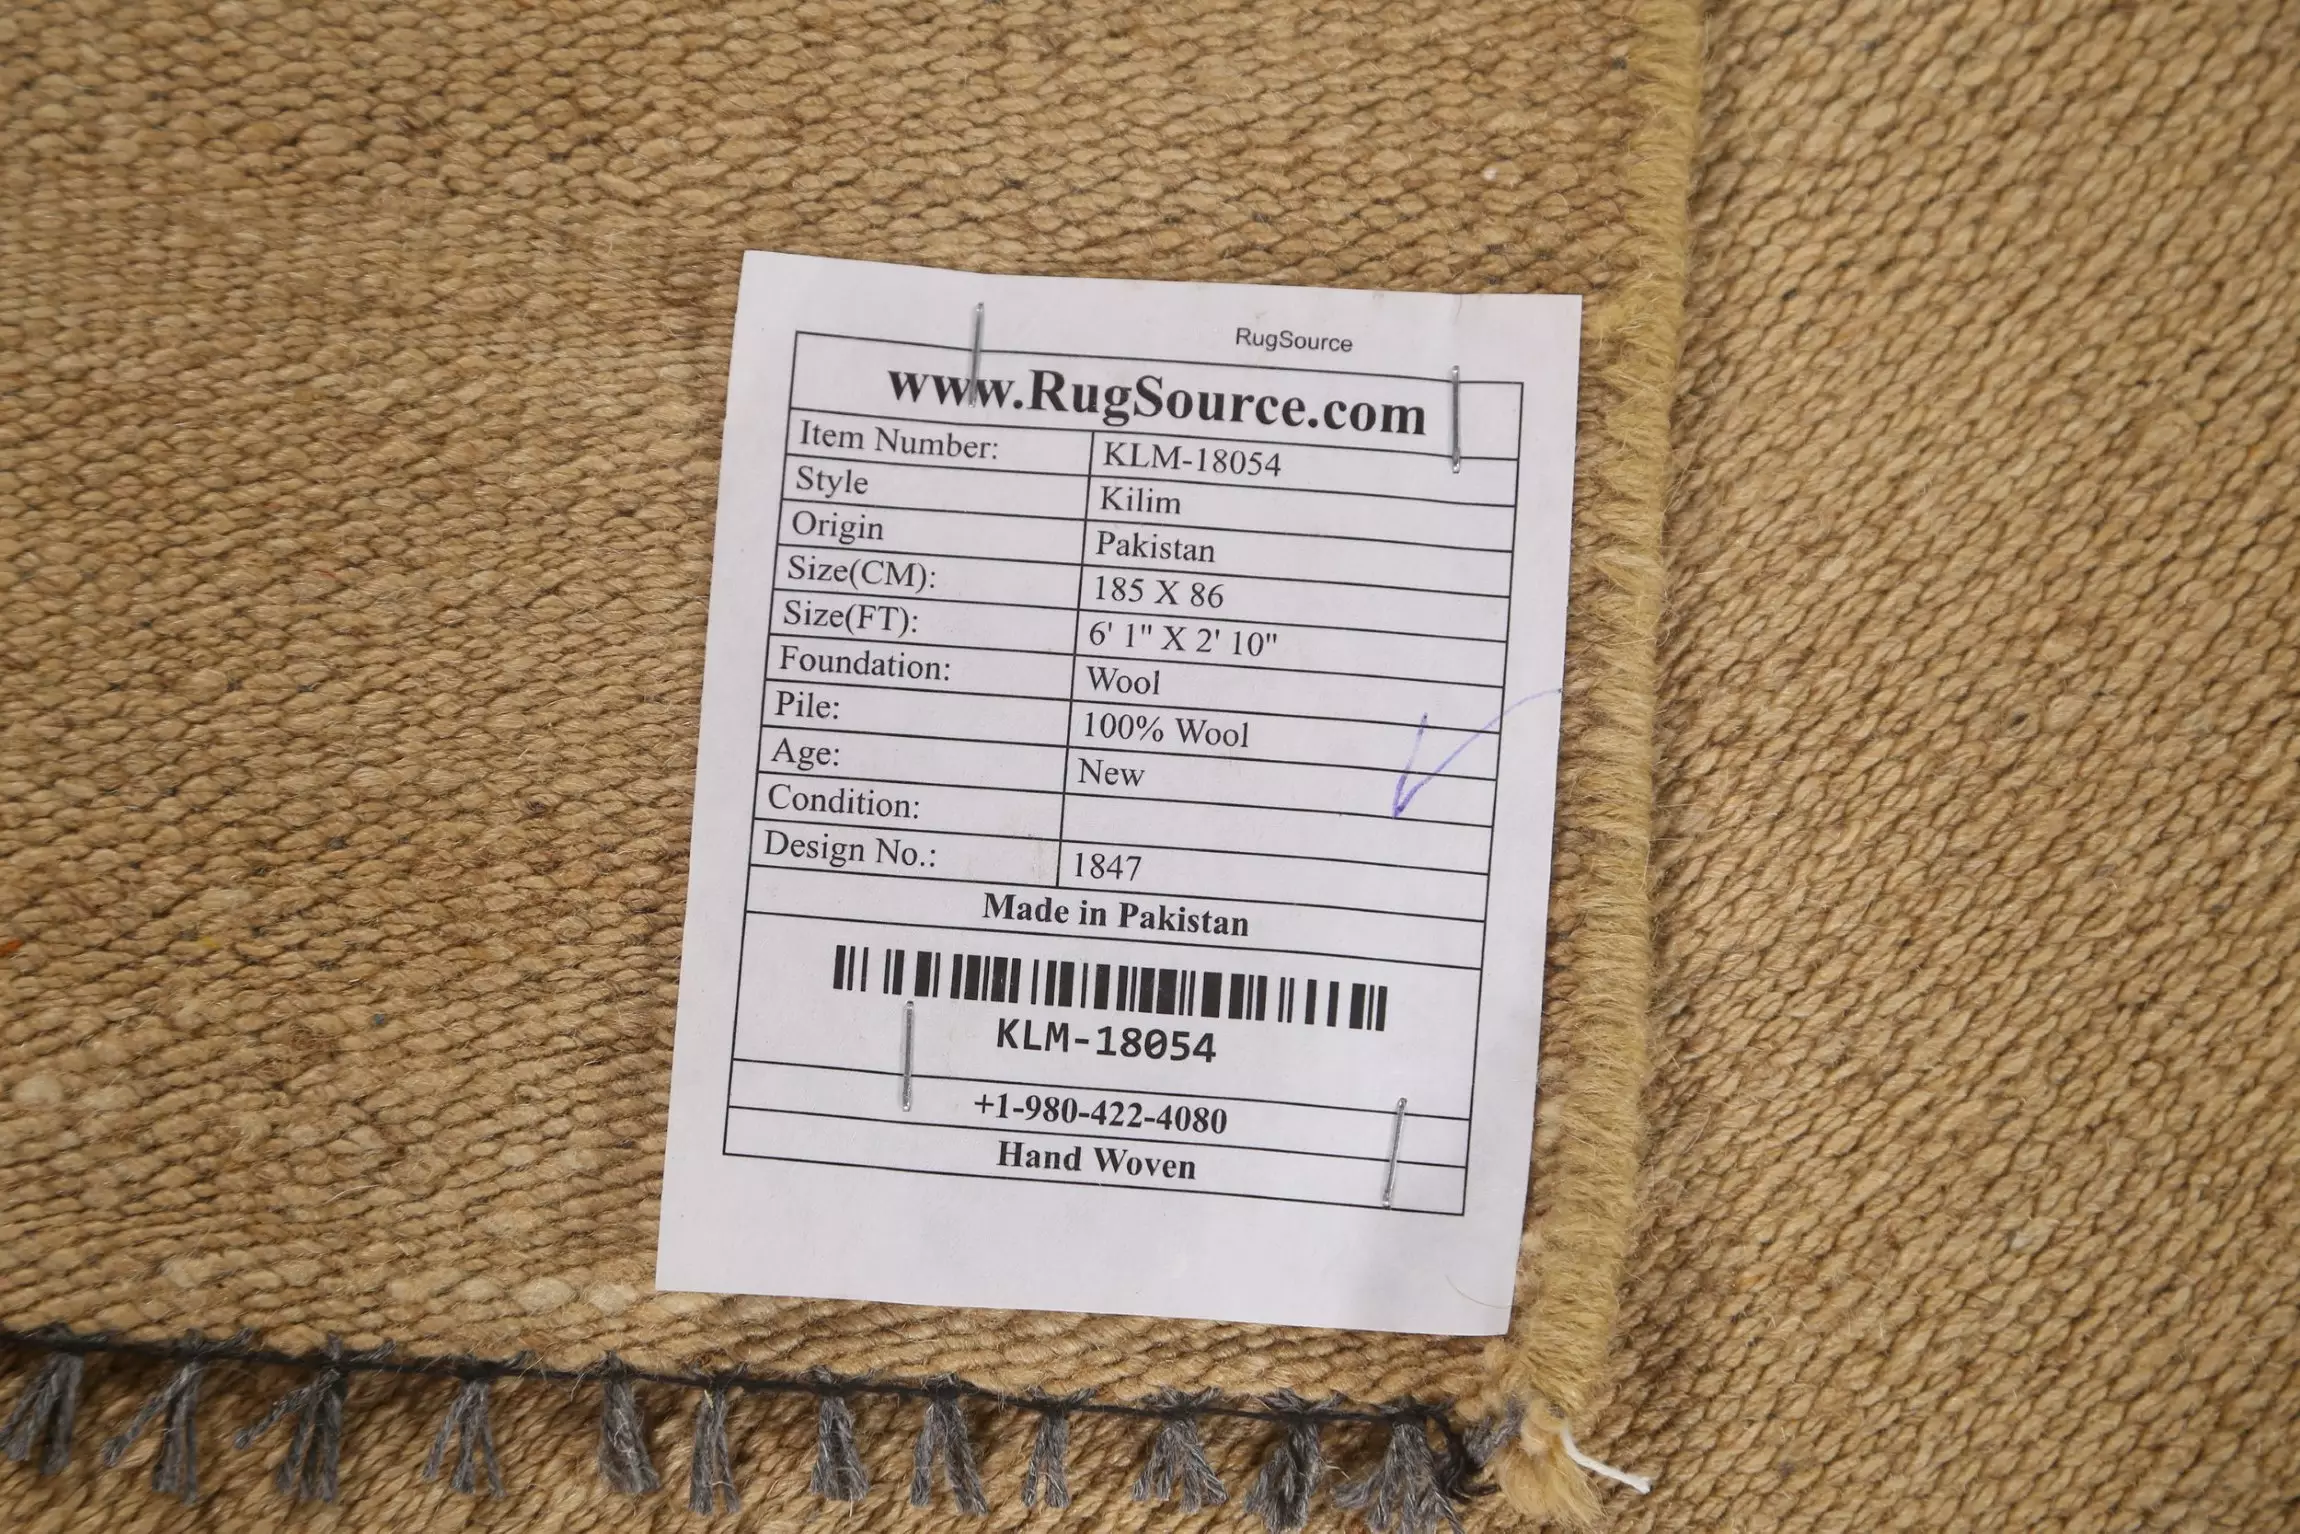 RugSource
www.RugSource.com
Item Number: KLM-18054
Style Kilim
Origin Pakistan
Size(CM): 185 X 86
Size(FT): 6' 1" X 2' 10"
Foundation: Wool
Pile: 100% Wool
Age: New
Condition:
Design No.: 1847
Made in Pakistan
KLM-18054
+1-980-422-4080
Hand Woven